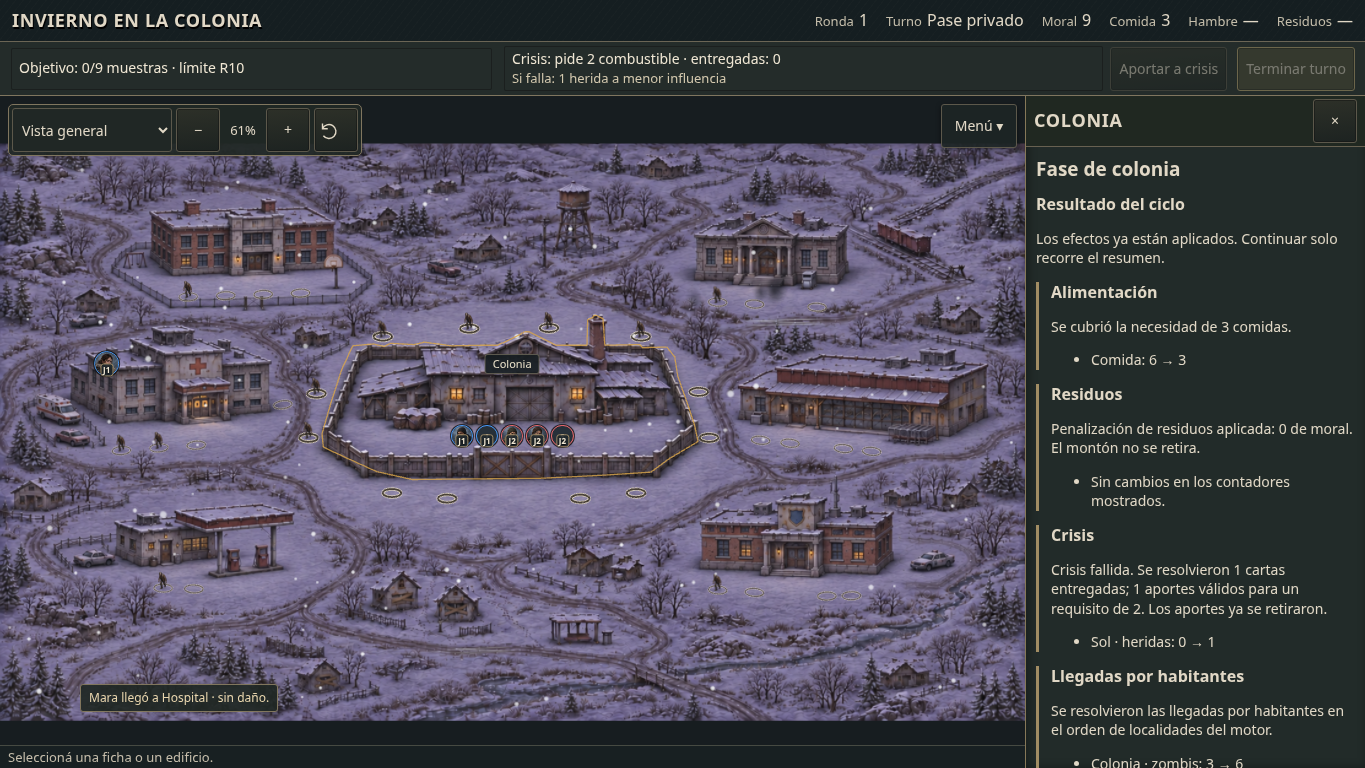 INVIERNO EN LA COLONIA
Ronda 1 Turno Pase privado Moral 9 Comida 3 Hambre — Residuos —
Objetivo: 0/9 muestras · límite R10
Crisis: pide 2 combustible · entregadas: 0
Si falla: 1 herida a menor influencia
Aportar a crisis
Terminar turno
Vista general
−
61%
+
Menú ▾
COLONIA
×
Fase de colonia
Resultado del ciclo
Los efectos ya están aplicados. Continuar solo
recorre el resumen.
Alimentación
Se cubrió la necesidad de 3 comidas.
• Comida: 6 → 3
Residuos
Penalización de residuos aplicada: 0 de moral.
El montón no se retira.
• Sin cambios en los contadores
mostrados.
Crisis
Crisis fallida. Se resolvieron 1 cartas
entregadas; 1 aportes válidos para un
requisito de 2. Los aportes ya se retiraron.
• Sol · heridas: 0 → 1
Llegadas por habitantes
Se resolvieron las llegadas por habitantes en
el orden de localidades del motor.
• Colonia · zombis: 3 → 6
Colonia
J1
J1 J1 J2 J2 J2
Mara llegó a Hospital · sin daño.
Seleccioná una ficha o un edificio.